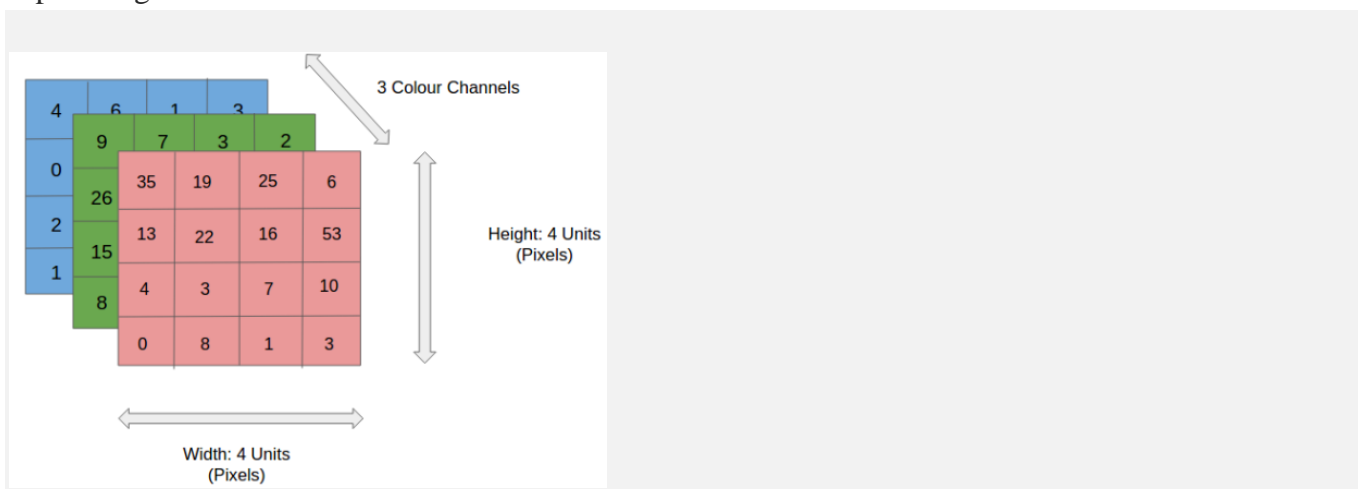 3 Colour Channels
4 6 1 3
9 7 3 2
0
35 19 25 6
26
2
13 22 16 53
Height: 4 Units
(Pixels)
15
1
4 3 7 10
8
0 8 1 3
Width: 4 Units
(Pixels)